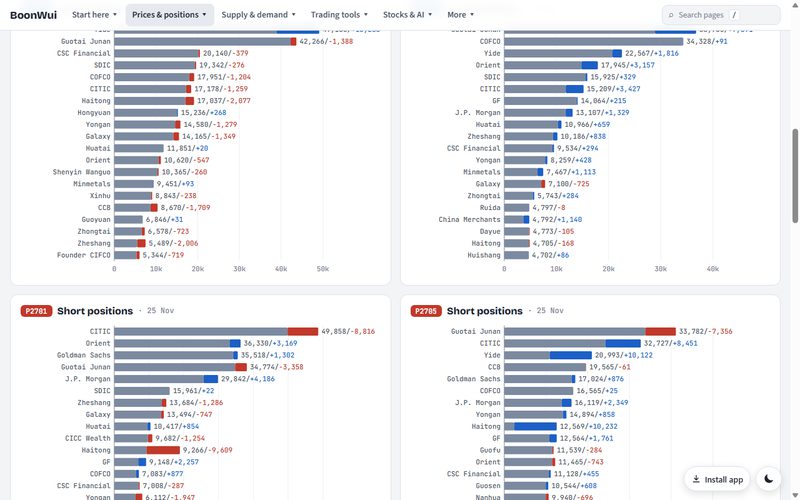 BoonWui
Start here ▾ Prices & positions ▾ Supply & demand ▾ Trading tools ▾ Stocks & AI ▾ More ▾ Search pages /
Guotai Junan 42,266/-1,388
CSC Financial 20,140/-379
SDIC 19,342/-276
COFCO 17,951/-1,204
CITIC 17,178/-1,259
Haitong 17,037/-2,077
Hongyuan 15,236/+268
Yongan 14,580/-1,279
Galaxy 14,165/-1,349
Huatai 11,851/+20
Orient 10,620/-547
Shenyin Wanguo 10,365/-260
Minmetals 9,451/+93
Xinhu 8,843/-238
CCB 8,670/-1,709
Guoyuan 6,846/+31
Zhongtai 6,578/-723
Zheshang 5,489/-2,006
Founder CIFCO 5,344/-719
0 10k 20k 30k 40k 50k
COFCO 34,328/+91
Yide 22,567/+1,816
Orient 17,945/+3,157
SDIC 15,925/+329
CITIC 15,209/+3,427
GF 14,064/+215
J.P. Morgan 13,107/+1,329
Huatai 10,966/+659
Zheshang 10,186/+838
CSC Financial 9,534/+294
Yongan 8,259/+428
Minmetals 7,467/+1,113
Galaxy 7,100/-725
Zhongtai 5,743/+284
Ruida 4,797/-8
China Merchants 4,792/+1,140
Dayue 4,773/-105
Haitong 4,705/-168
Huishang 4,702/+86
0 10k 20k 30k 40k
P2701 Short positions · 25 Nov
CITIC 49,858/-8,816
Orient 36,330/+3,169
Goldman Sachs 35,518/+1,302
Guotai Junan 34,774/-3,358
J.P. Morgan 29,842/+4,186
SDIC 15,961/+22
Zheshang 13,684/-1,286
Galaxy 13,494/-747
Huatai 10,417/+854
CICC Wealth 9,682/-1,254
Haitong 9,266/-9,609
GF 9,148/+2,257
COFCO 7,083/+877
CSC Financial 7,008/-287
Yongan 6,112/-1,947
P2705 Short positions · 25 Nov
Guotai Junan 33,782/-7,356
CITIC 32,727/+8,451
Yide 20,993/+10,122
CCB 19,565/-61
Goldman Sachs 17,024/+876
COFCO 16,565/+25
J.P. Morgan 16,119/+2,349
Yongan 14,894/+858
Haitong 12,569/+10,232
GF 12,564/+1,761
Guofu 11,539/-284
Orient 11,465/-743
CSC Financial 11,128/+455
Guosen 10,544/+608
Nanhua 9,940/-696
Install app